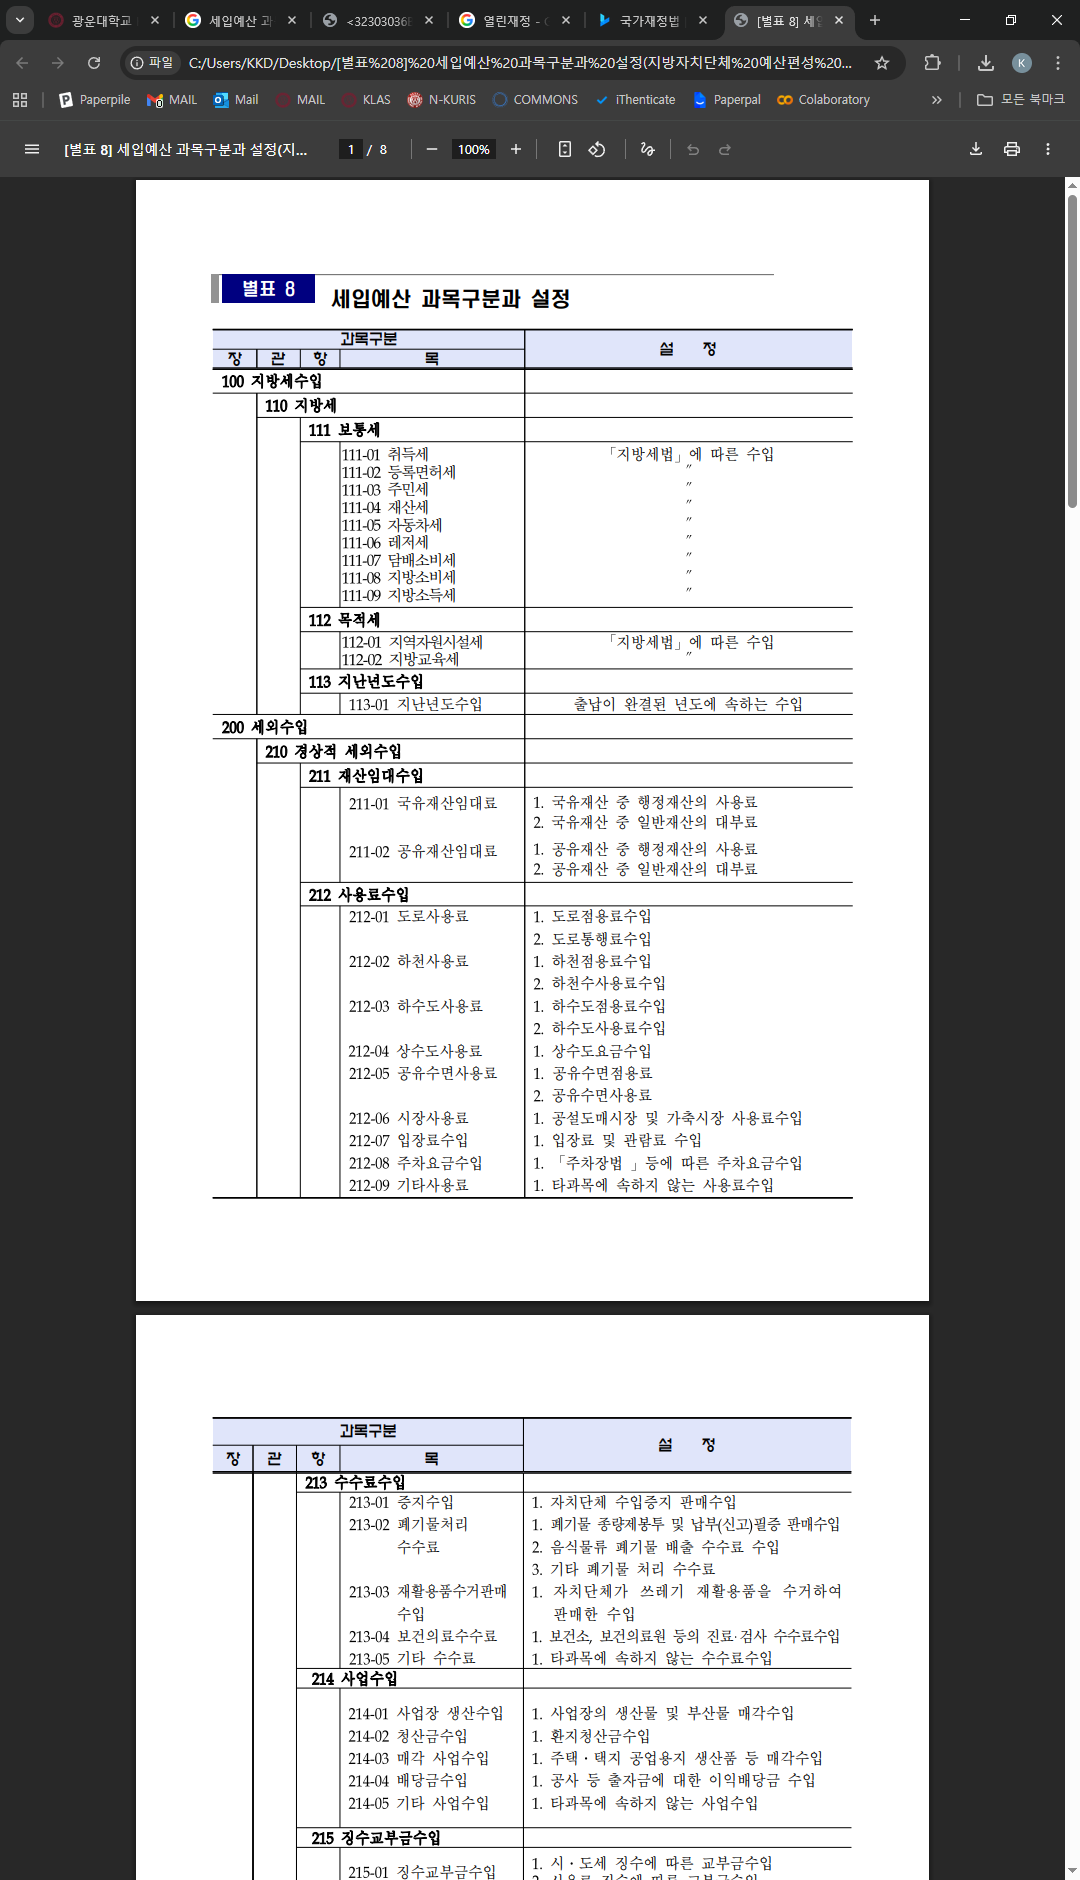 광운대학교
세입예산 과
<32303036E
열린재정 -
국가재정법
[별표 8] 세입
파일 C:/Users/KKD/Desktop/[별표%208]%20세입예산%20과목구분과%20설정(지방자치단체%20예산편성%20...
K
Paperpile MAIL Mail MAIL KLAS N-KURIS COMMONS iThenticate Paperpal Colaboratory » 모든 북마크
[별표 8] 세입예산 과목구분과 설정(지... 1 / 8 100%
별표 8 세입예산 과목구분과 설정
과목구분 설 정
장 관 항 목
100 지방세수입
110 지방세
111 보통세
111-01 취득세 「지방세법」에 따른 수입
111-02 등록면허세 〃
111-03 주민세 〃
111-04 재산세 〃
111-05 자동차세 〃
111-06 레저세 〃
111-07 담배소비세 〃
111-08 지방소비세 〃
111-09 지방소득세 〃
112 목적세
112-01 지역자원시설세 「지방세법」에 따른 수입
112-02 지방교육세 〃
113 지난년도수입
113-01 지난년도수입 출납이 완결된 년도에 속하는 수입
200 세외수입
210 경상적 세외수입
211 재산임대수입
211-01 국유재산임대료 1. 국유재산 중 행정재산의 사용료
2. 국유재산 중 일반재산의 대부료
211-02 공유재산임대료 1. 공유재산 중 행정재산의 사용료
2. 공유재산 중 일반재산의 대부료
212 사용료수입
212-01 도로사용료 1. 도로점용료수입
2. 도로통행료수입
212-02 하천사용료 1. 하천점용료수입
2. 하천수사용료수입
212-03 하수도사용료 1. 하수도점용료수입
2. 하수도사용료수입
212-04 상수도사용료 1. 상수도요금수입
212-05 공유수면사용료 1. 공유수면점용료
2. 공유수면사용료
212-06 시장사용료 1. 공설도매시장 및 가축시장 사용료수입
212-07 입장료수입 1. 입장료 및 관람료 수입
212-08 주차요금수입 1. 「주차장법 」등에 따른 주차요금수입
212-09 기타사용료 1. 타과목에 속하지 않는 사용료수입
과목구분 설 정
장 관 항 목
213 수수료수입
213-01 증지수입 1. 자치단체 수입증지 판매수입
213-02 폐기물처리 1. 폐기물 종량제봉투 및 납부(신고)필증 판매수입
수수료 2. 음식물류 폐기물 배출 수수료 수입
3. 기타 폐기물 처리 수수료
213-03 재활용품수거판매 1. 자치단체가 쓰레기 재활용품을 수거하여
수입 판매한 수입
213-04 보건의료수수료 1. 보건소, 보건의료원 등의 진료·검사 수수료수입
213-05 기타 수수료 1. 타과목에 속하지 않는 수수료수입
214 사업수입
214-01 사업장 생산수입 1. 사업장의 생산물 및 부산물 매각수입
214-02 청산금수입 1. 환지청산금수입
214-03 매각 사업수입 1. 주택·택지 공업용지 생산품 등 매각수입
214-04 배당금수입 1. 공사 등 출자금에 대한 이익배당금 수입
214-05 기타 사업수입 1. 타과목에 속하지 않는 사업수입
215 징수교부금수입
215-01 징수교부금수입 1. 시·도세 징수에 따른 교부금수입